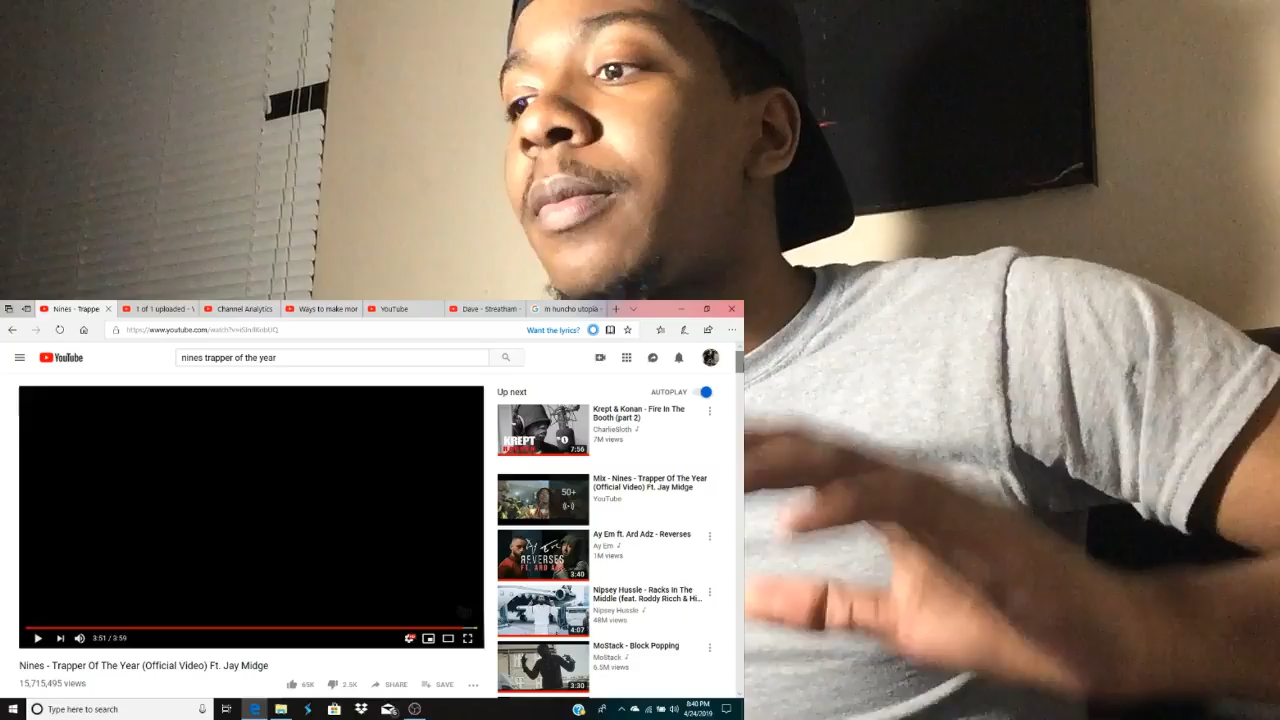 Nines - Trappe
1 of 1 uploaded -
Channel Analytics
Ways to make mor
YouTube
Dave - Streatham -
m huncho utopia -
Want the lyrics?
YouTube
nines trapper of the year
Up next
AUTOPLAY
KREPT
7:56
Krept & Konan - Fire In The
Booth (part 2)
CharlieSloth
7M views
50+
Mix - Nines - Trapper Of The Year
(Official Video) Ft. Jay Midge
YouTube
REVERSES
3:40
Ay Em ft. Ard Adz - Reverses
Ay Em
1M views
4:07
Nipsey Hussle - Racks In The
Middle (feat. Roddy Ricch & Hi...
Nipsey Hussle
48M views
3:30
MoStack - Block Popping
MoStack
6.5M views
3:51 / 3:59
Nines - Trapper Of The Year (Official Video) Ft. Jay Midge
15,715,495 views
65K
2.5K
SHARE
SAVE
Type here to search
8:40 PM
4/24/2019